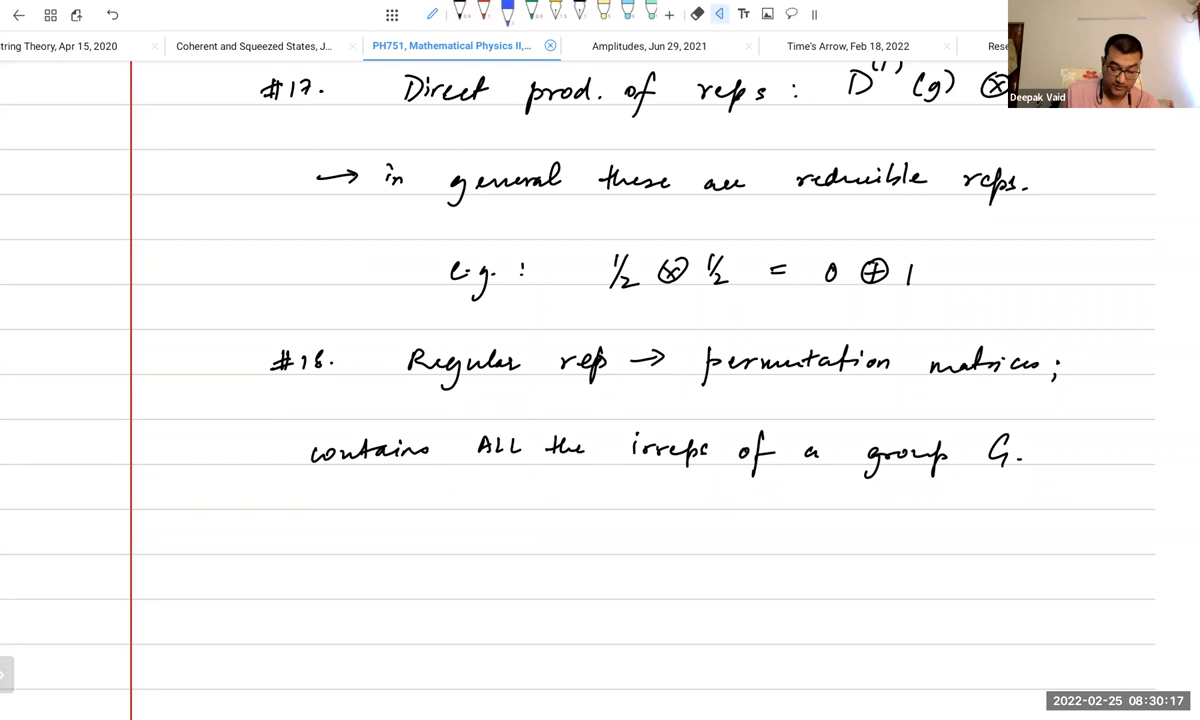 tring Theory, Apr 15, 2020
Coherent and Squeezed States, J...
PH751, Mathematical Physics II,...
Amplitudes, Jun 29, 2021
Time's Arrow, Feb 18, 2022
Rese
Deepak Vaid
#17. Direct prod. of reps : D⁽¹⁾(g) ⊗
→ in general these are reducible reps.
e.g. : 1/2 ⊗ 1/2 = 0 ⊕ 1
#18. Regular rep → permutation matrices;
contains ALL the irreps of a group G.
2022-02-25 08:30:17